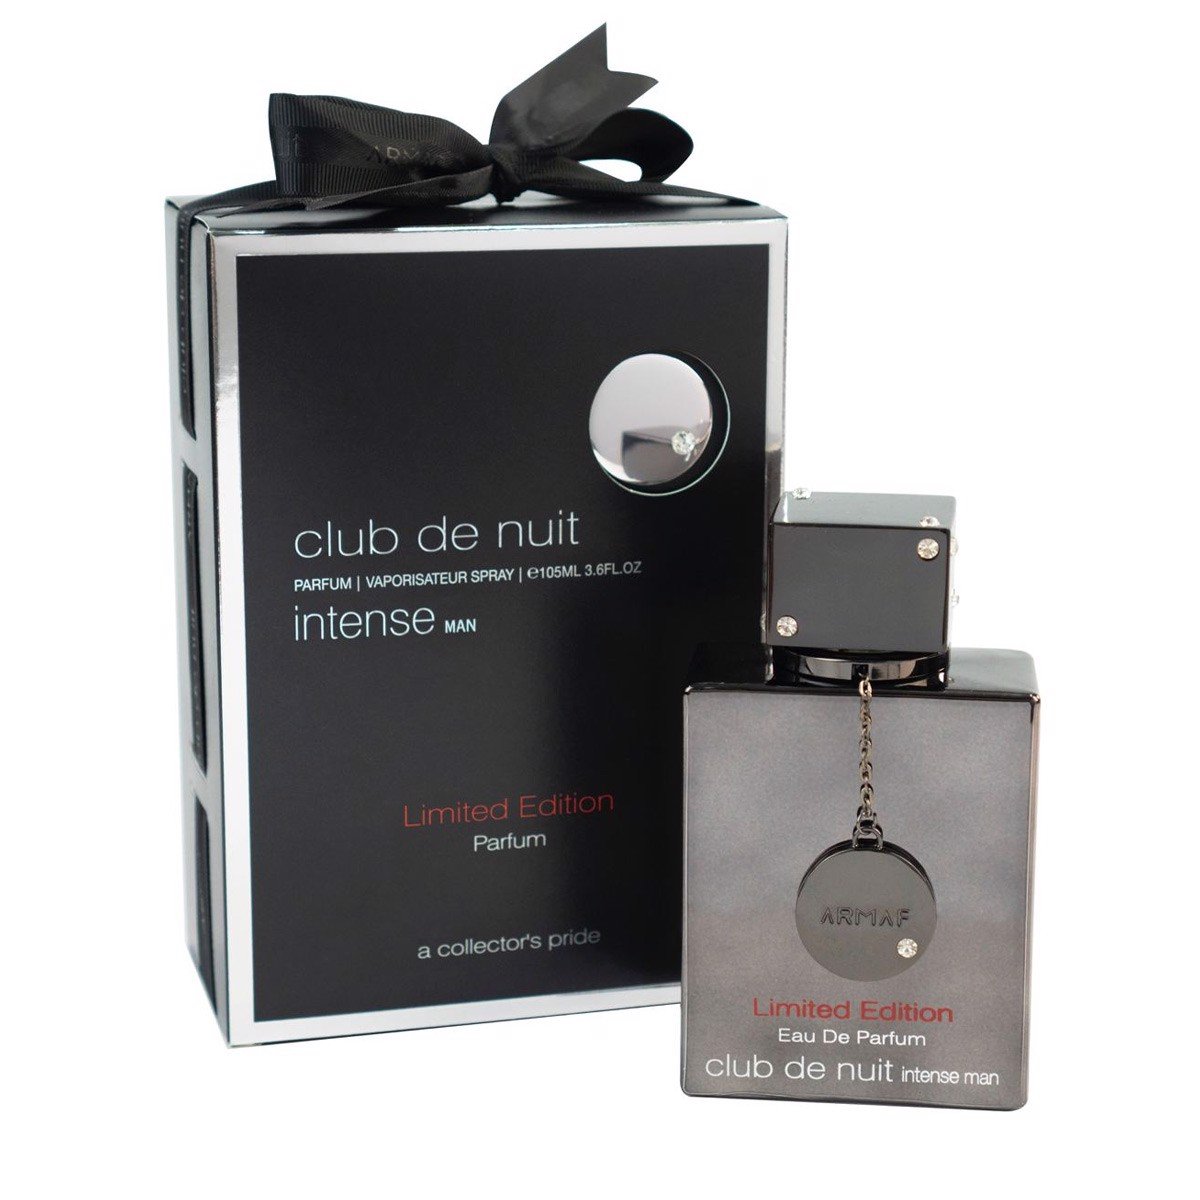 ARMAF
club de nuit
PARFUM | VAPORISATEUR SPRAY | ℮105ML 3.6FL.OZ
intense MAN
Limited Edition
Parfum
a collector's pride
ARMAF
Limited Edition
Eau De Parfum
club de nuit intense man